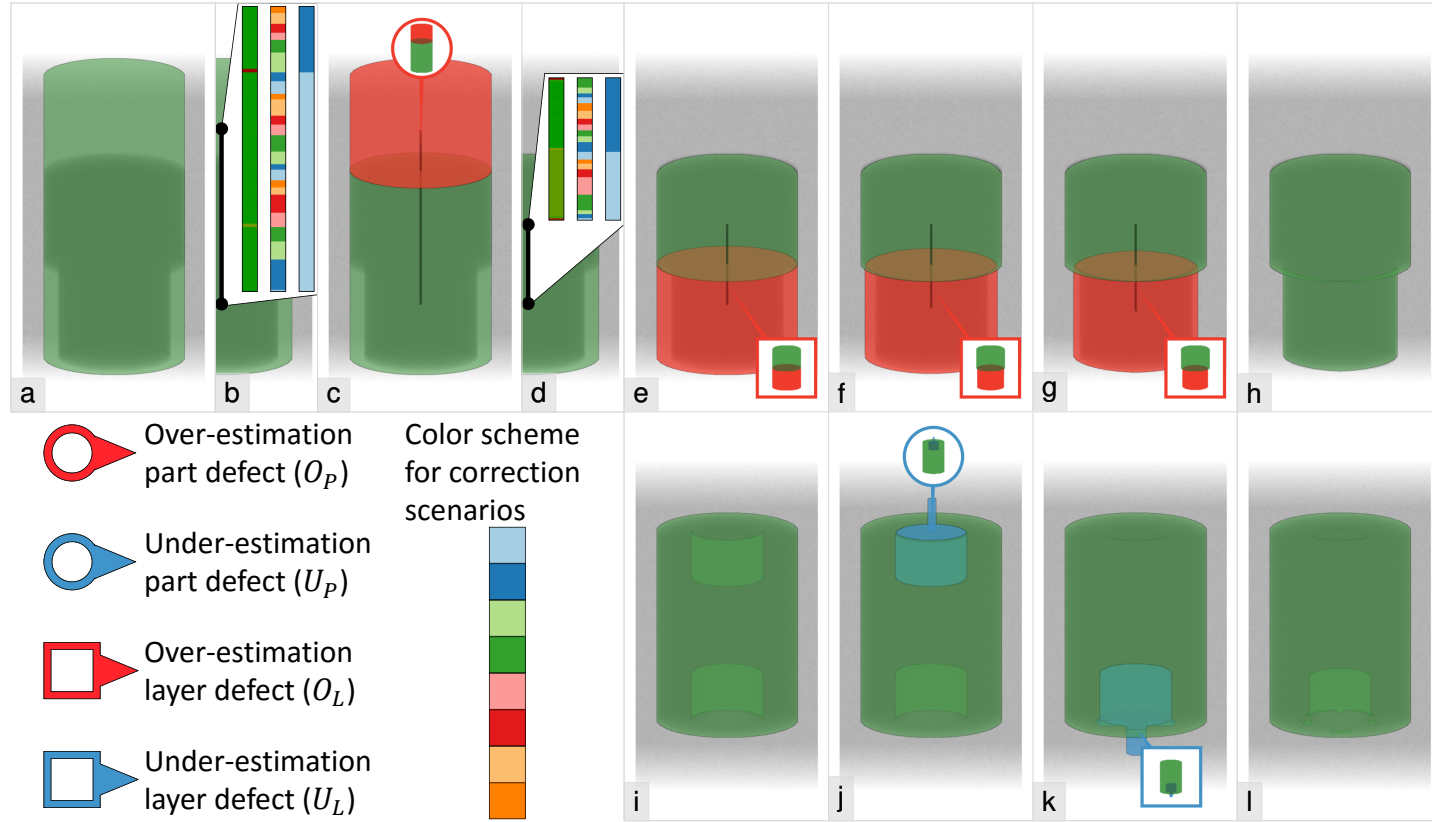 a
b
c
d
e
f
g
h
Over-estimation
part defect (O_P)
Under-estimation
part defect (U_P)
Over-estimation
layer defect (O_L)
Under-estimation
layer defect (U_L)
Color scheme
for correction
scenarios
i
j
k
l